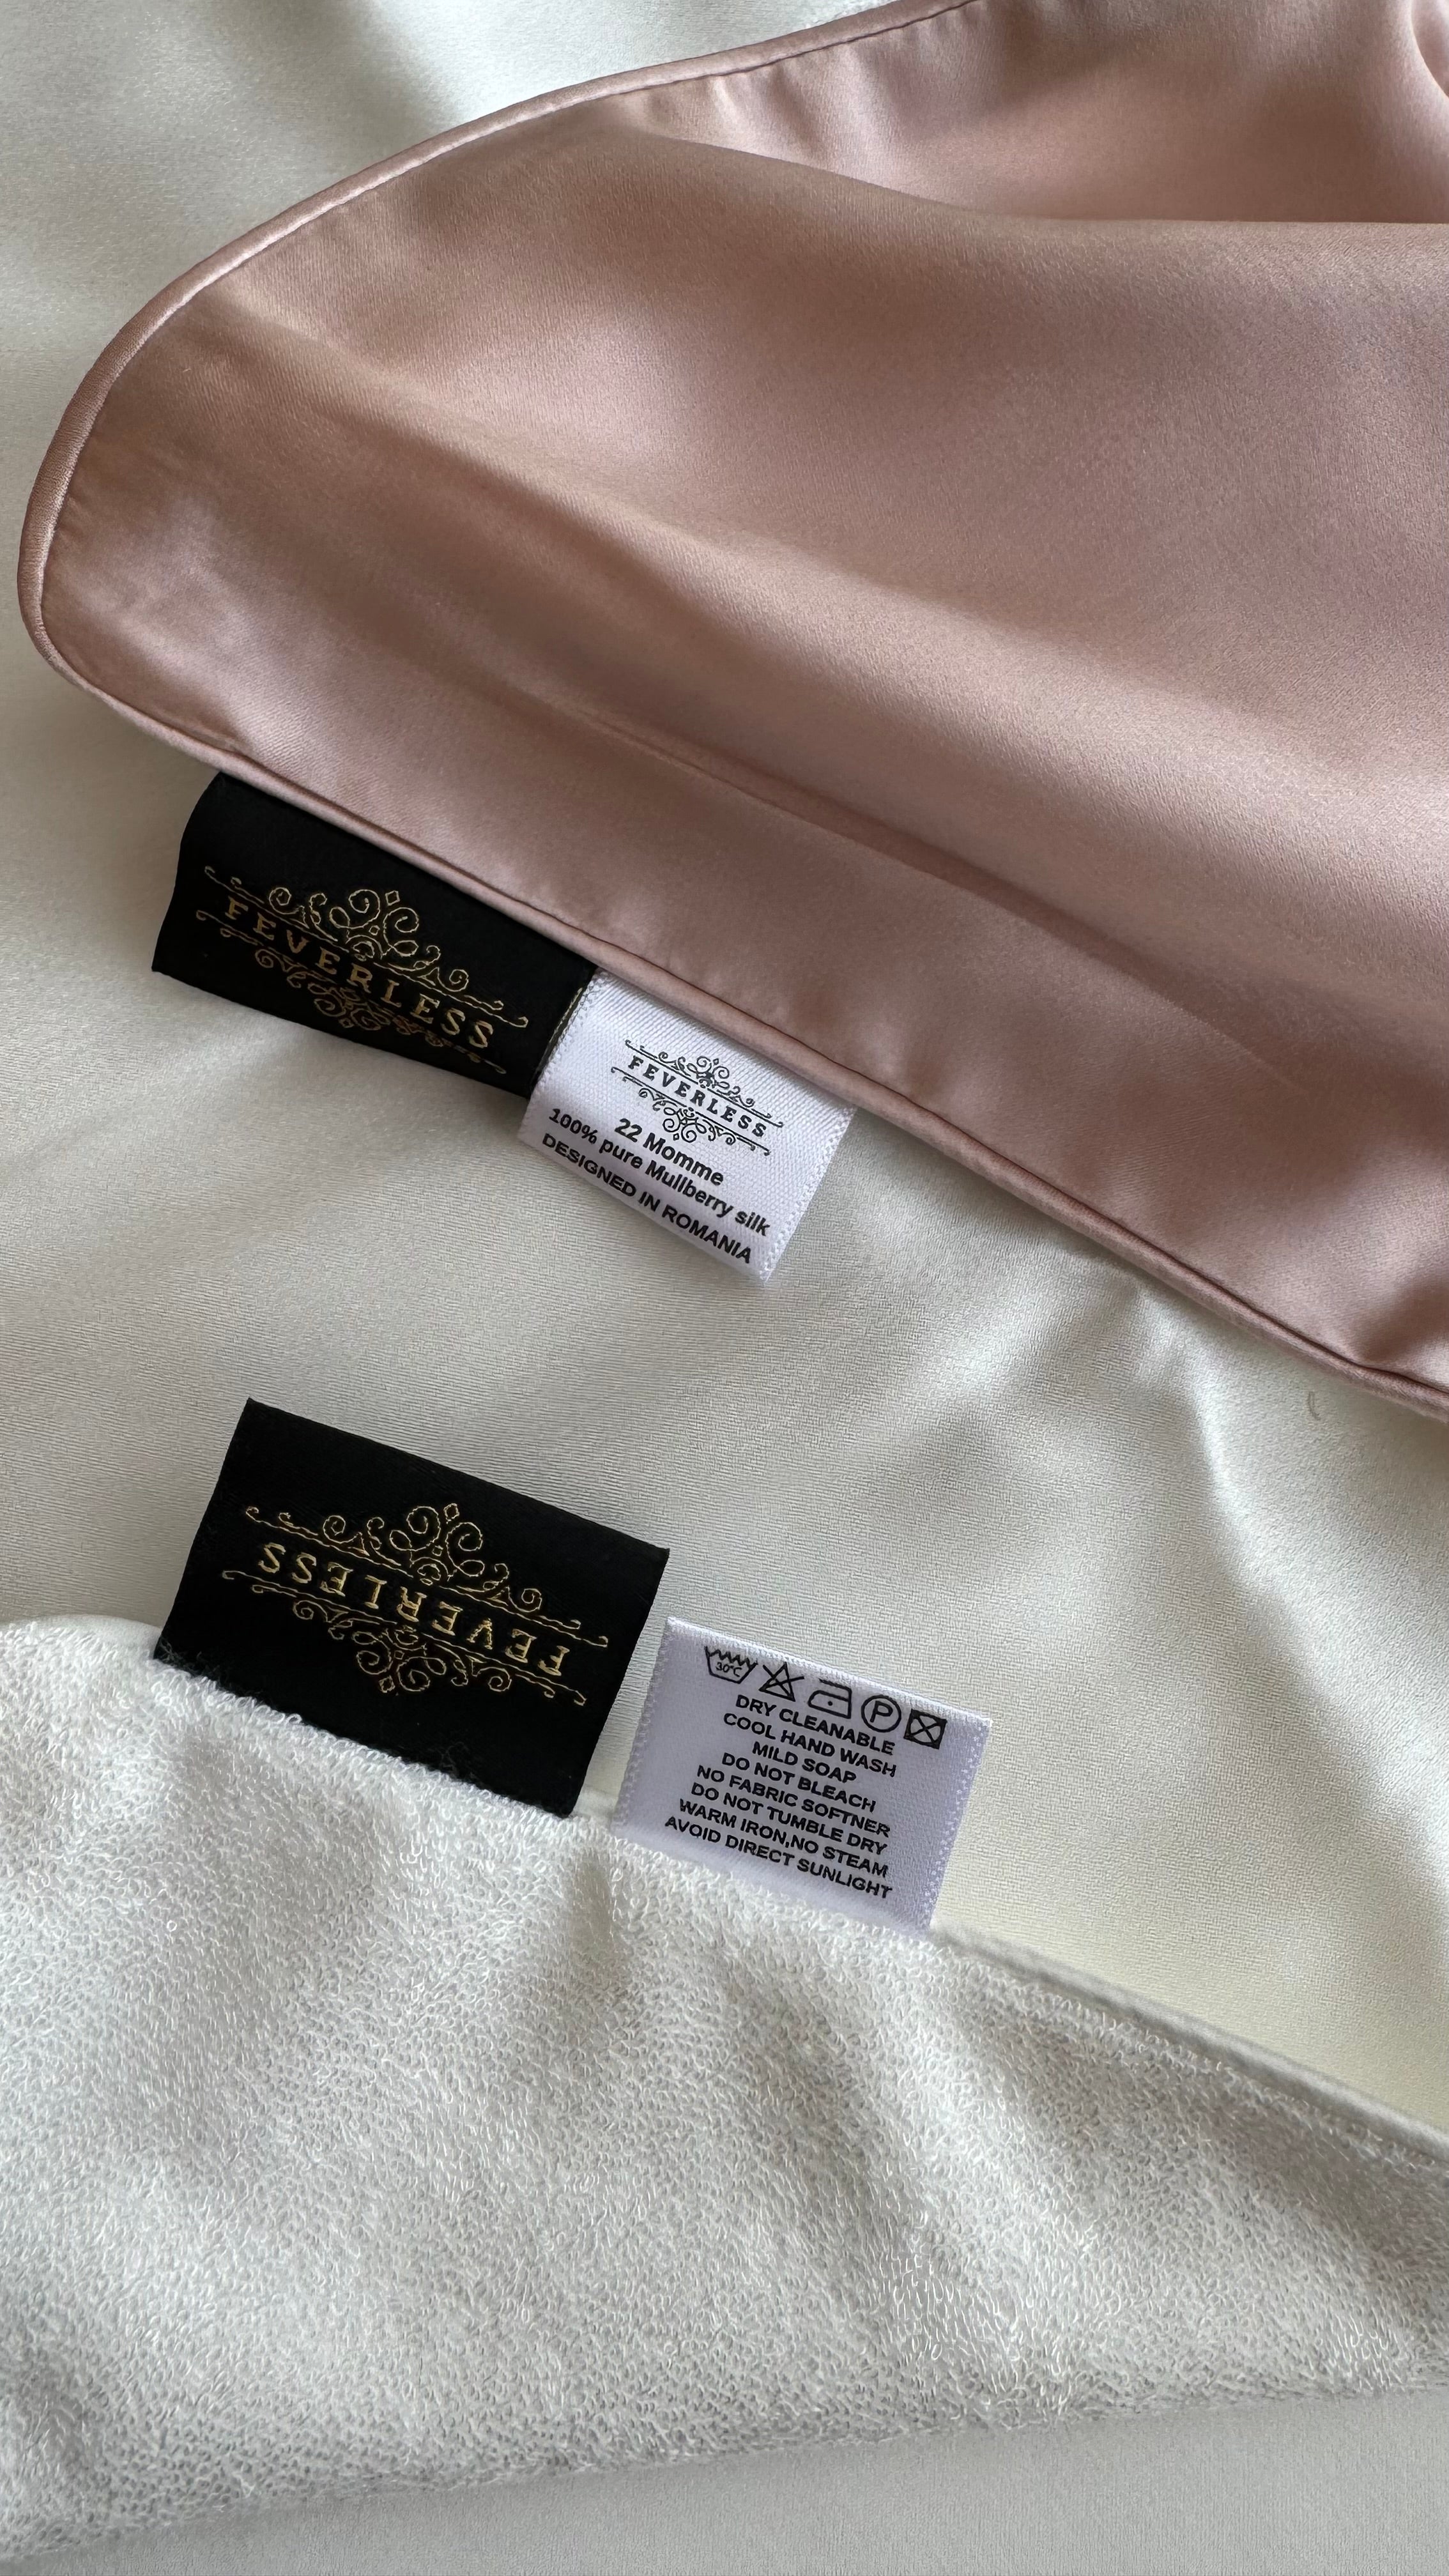 FEVERLESS
FEVERLESS
22 Momme
100% pure Mullberry silk
DESIGNED IN ROMANIA
FEVERLESS
30°C
P
DRY CLEANABLE
COOL HAND WASH
MILD SOAP
DO NOT BLEACH
NO FABRIC SOFTNER
DO NOT TUMBLE DRY
WARM IRON,NO STEAM
AVOID DIRECT SUNLIGHT